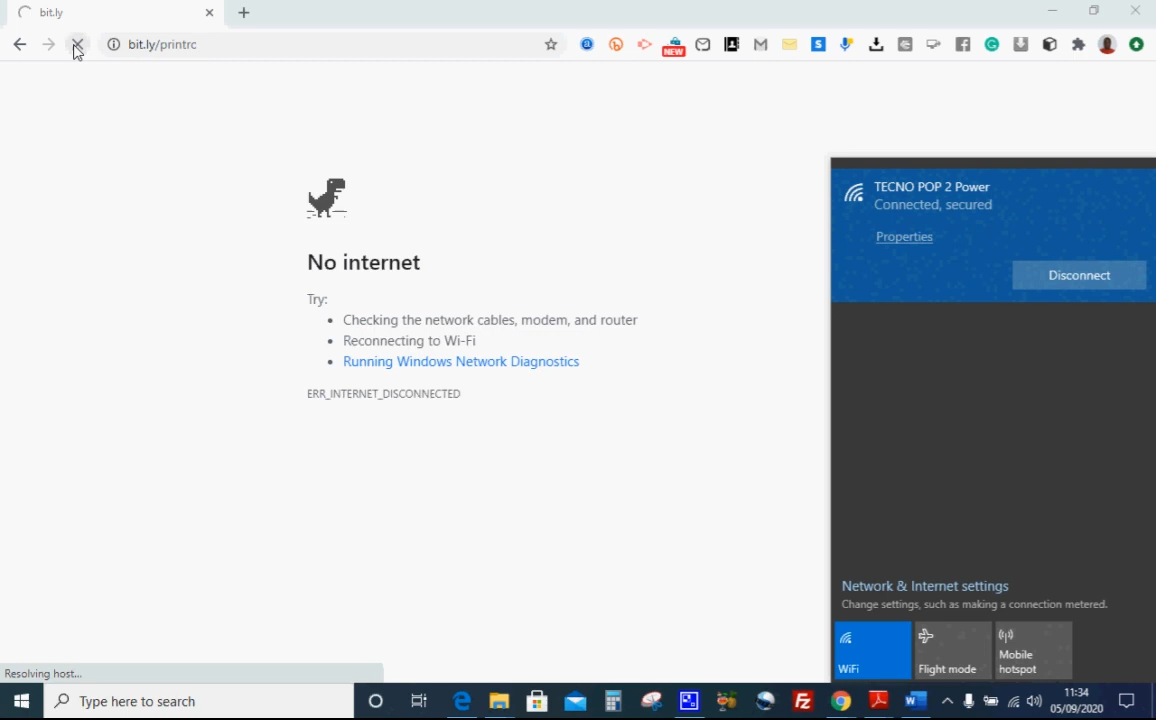 bit.ly
bit.ly/printrc
NEW
No internet
Try:
Checking the network cables, modem, and router
Reconnecting to Wi-Fi
Running Windows Network Diagnostics
ERR_INTERNET_DISCONNECTED
TECNO POP 2 Power
Connected, secured
Properties
Disconnect
Network & Internet settings
Change settings, such as making a connection metered.
WiFi
Flight mode
Mobile
hotspot
Resolving host...
Type here to search
11:34
05/09/2020